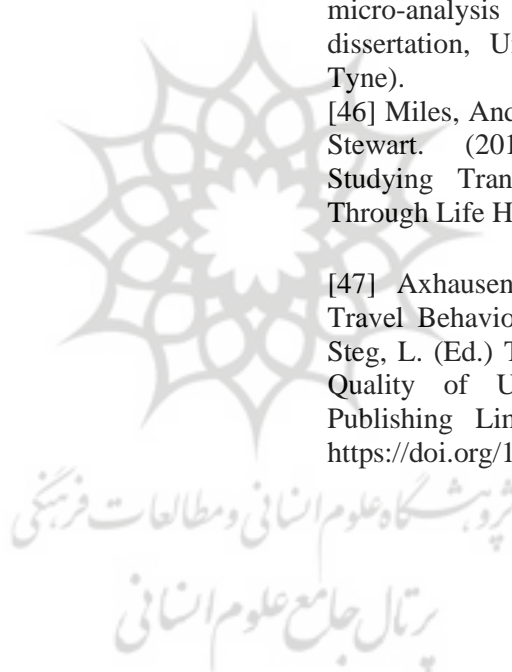 micro-analysis
dissertation, Un
Tyne).
[46] Miles, And
Stewart. (201
Studying Tran
Through Life H
[47] Axhausen
Travel Behavio
Steg, L. (Ed.) T
Quality of U
Publishing Lin
https://doi.org/1
پژوهشگاه علوم انسانی و مطالعات فرهنگی
پرتال جامع علوم انسانی